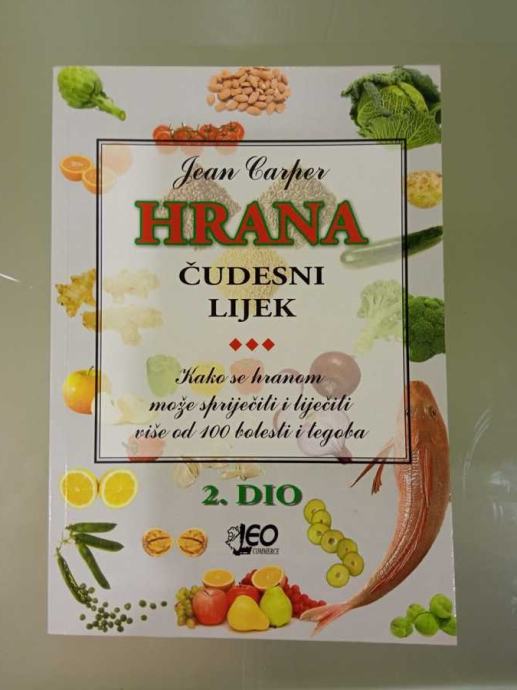 Jean Carper
HRANA
ČUDESNI
LIJEK
Kako se hranom
može spriječiti i liječiti
više od 100 bolesti i tegoba
2. DIO
LEO
COMMERCE